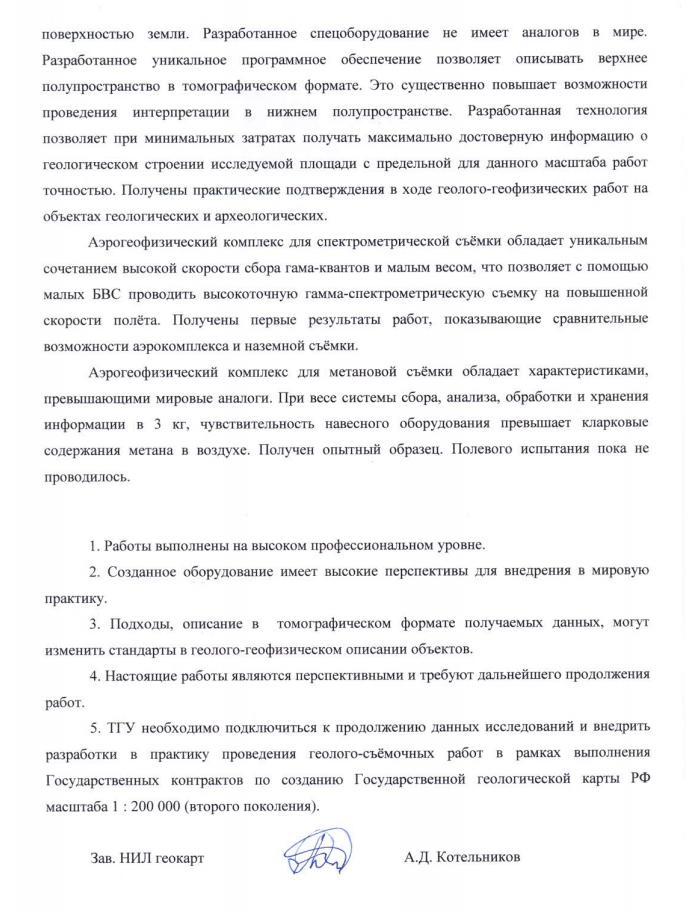 поверхностью земли. Разработанное спецоборудование не имеет аналогов в мире.
Разработанное уникальное программное обеспечение позволяет описывать верхнее
полупространство в томографическом формате. Это существенно повышает возможности
проведения интерпретации в нижнем полупространстве. Разработанная технология
позволяет при минимальных затратах получать максимально достоверную информацию о
геологическом строении исследуемой площади с предельной для данного масштаба работ
точностью. Получены практические подтверждения в ходе геолого-геофизических работ на
объектах геологических и археологических.
Аэрогеофизический комплекс для спектрометрической съёмки обладает уникальным
сочетанием высокой скорости сбора гама-квантов и малым весом, что позволяет с помощью
малых БВС проводить высокоточную гамма-спектрометрическую съемку на повышенной
скорости полёта. Получены первые результаты работ, показывающие сравнительные
возможности аэрокомплекса и наземной съёмки.
Аэрогеофизический комплекс для метановой съёмки обладает характеристиками,
превышающими мировые аналоги. При весе системы сбора, анализа, обработки и хранения
информации в 3 кг, чувствительность навесного оборудования превышает кларковые
содержания метана в воздухе. Получен опытный образец. Полевого испытания пока не
проводилось.
1. Работы выполнены на высоком профессиональном уровне.
2. Созданное оборудование имеет высокие перспективы для внедрения в мировую
практику.
3. Подходы, описание в томографическом формате получаемых данных, могут
изменить стандарты в геолого-геофизическом описании объектов.
4. Настоящие работы являются перспективными и требуют дальнейшего продолжения
работ.
5. ТГУ необходимо подключиться к продолжению данных исследований и внедрить
разработки в практику проведения геолого-съёмочных работ в рамках выполнения
Государственных контрактов по созданию Государственной геологической карты РФ
масштаба 1 : 200 000 (второго поколения).
Зав. НИЛ геокарт А.Д. Котельников